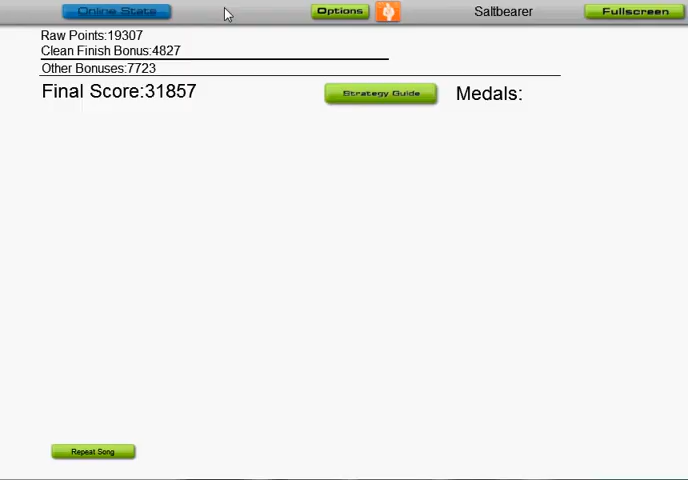 Online Stats Options Saltbearer Fullscreen
Raw Points:19307
Clean Finish Bonus:4827
Other Bonuses:7723
Final Score:31857 Strategy Guide Medals:
Repeat Song